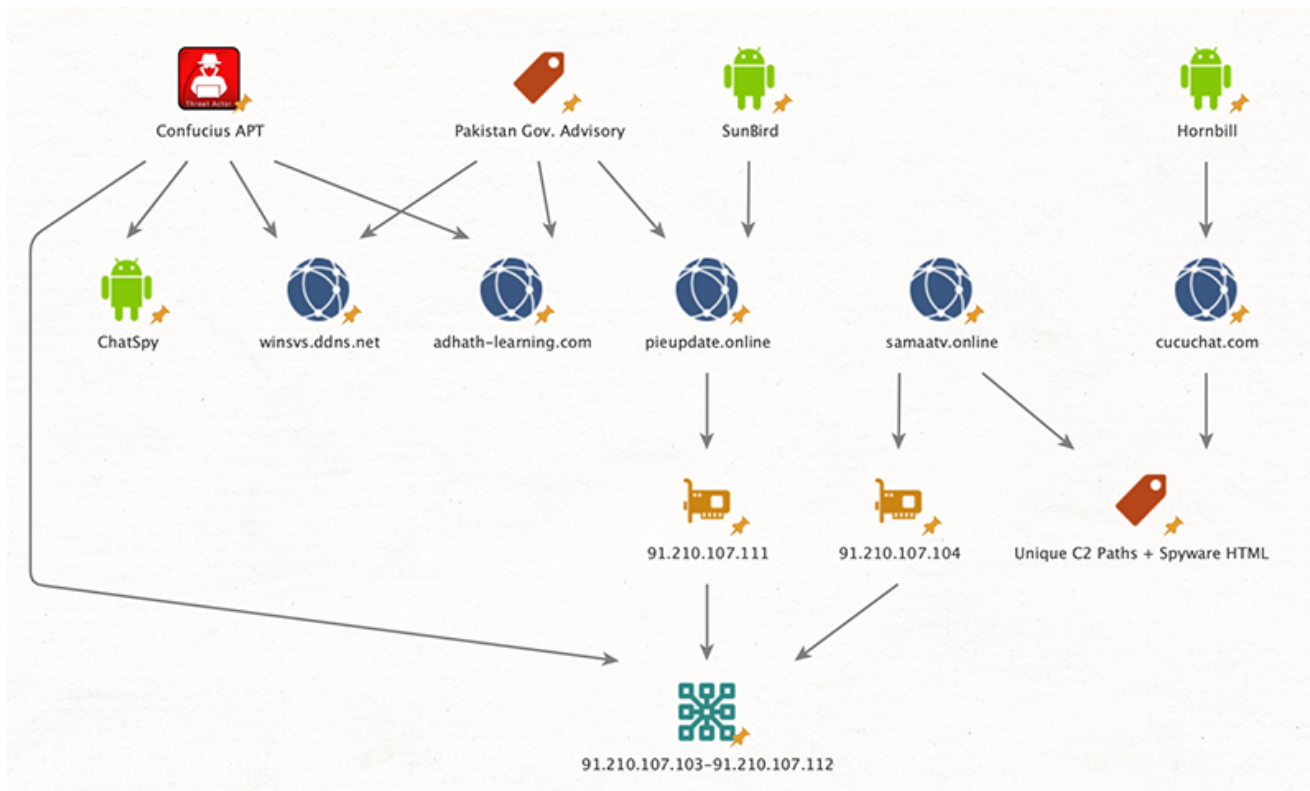 Threat Actor
Confucius APT
Pakistan Gov. Advisory
SunBird
Hornbill
ChatSpy
winsvs.ddns.net
adhath-learning.com
pieupdate.online
samaatv.online
cucuchat.com
91.210.107.111
91.210.107.104
Unique C2 Paths + Spyware HTML
91.210.107.103-91.210.107.112